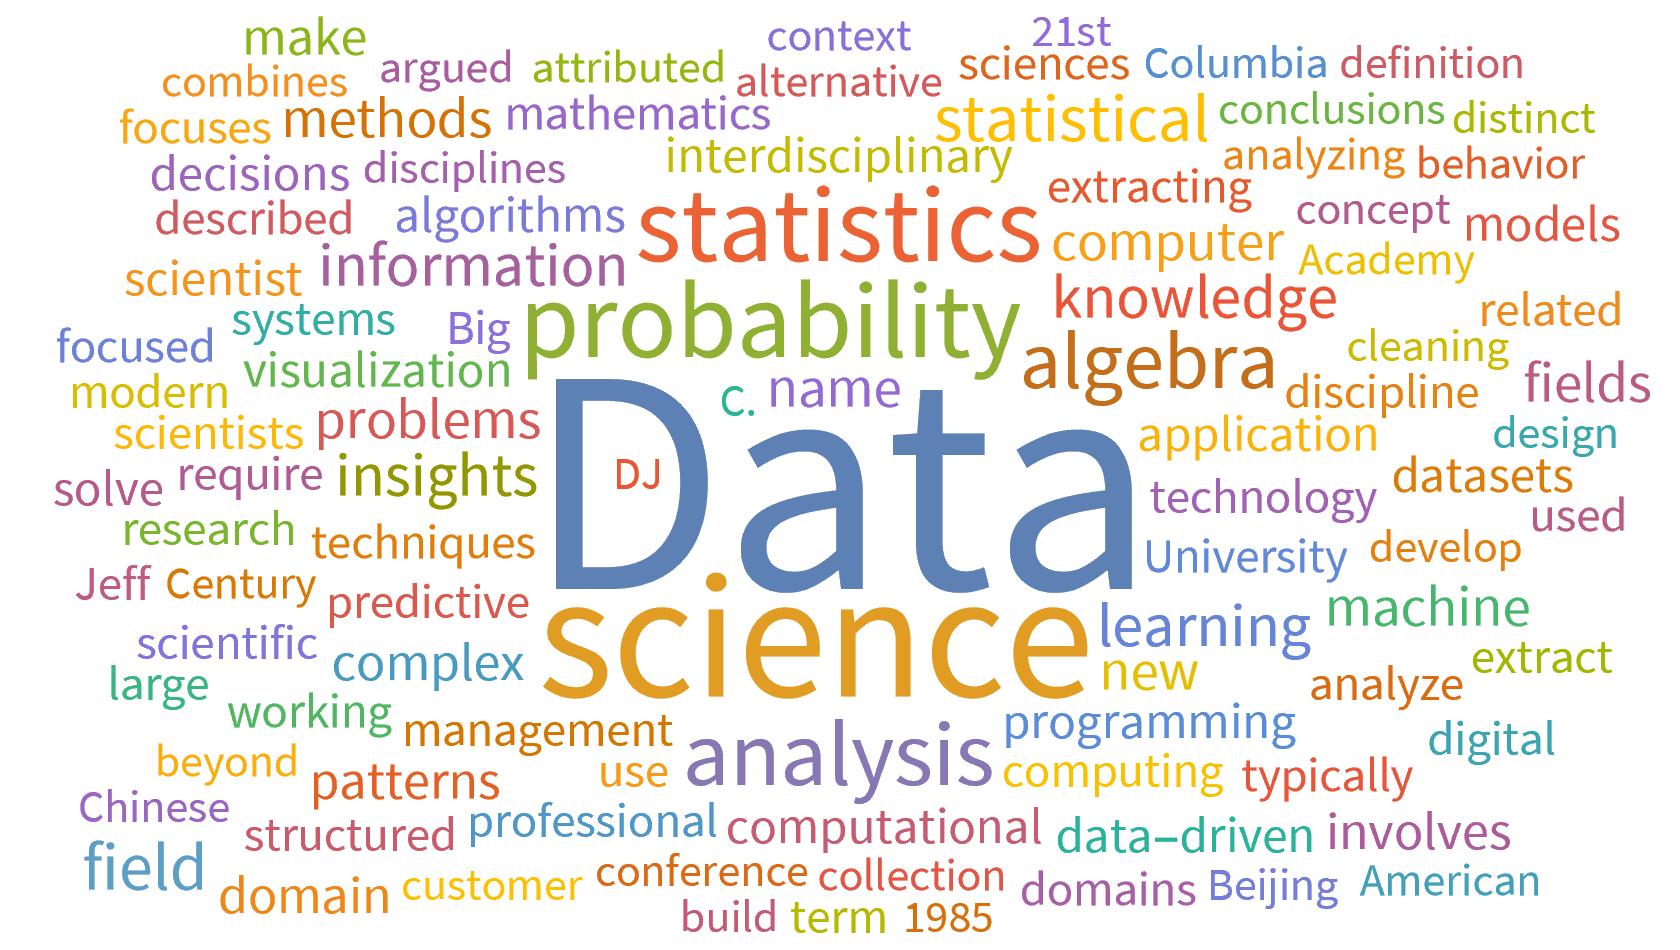 make
context
21st
combines
argued
attributed
alternative
sciences
Columbia
definition
focuses
methods
mathematics
statistical
conclusions
distinct
decisions
disciplines
interdisciplinary
analyzing
behavior
described
algorithms
statistics
extracting
concept
models
scientist
information
computer
Academy
systems
Big
probability
knowledge
related
focused
visualization
algebra
cleaning
modern
c.
name
discipline
fields
scientists
problems
Data
application
design
solve
require
insights
DJ
technology
datasets
used
research
techniques
University
develop
Jeff
Century
predictive
science
learning
machine
scientific
complex
new
extract
large
working
analyze
management
analysis
programming
digital
beyond
patterns
use
computing
typically
Chinese
structured
professional
computational
data–driven
involves
field
domain
customer
conference
collection
domains
Beijing
American
build
term
1985